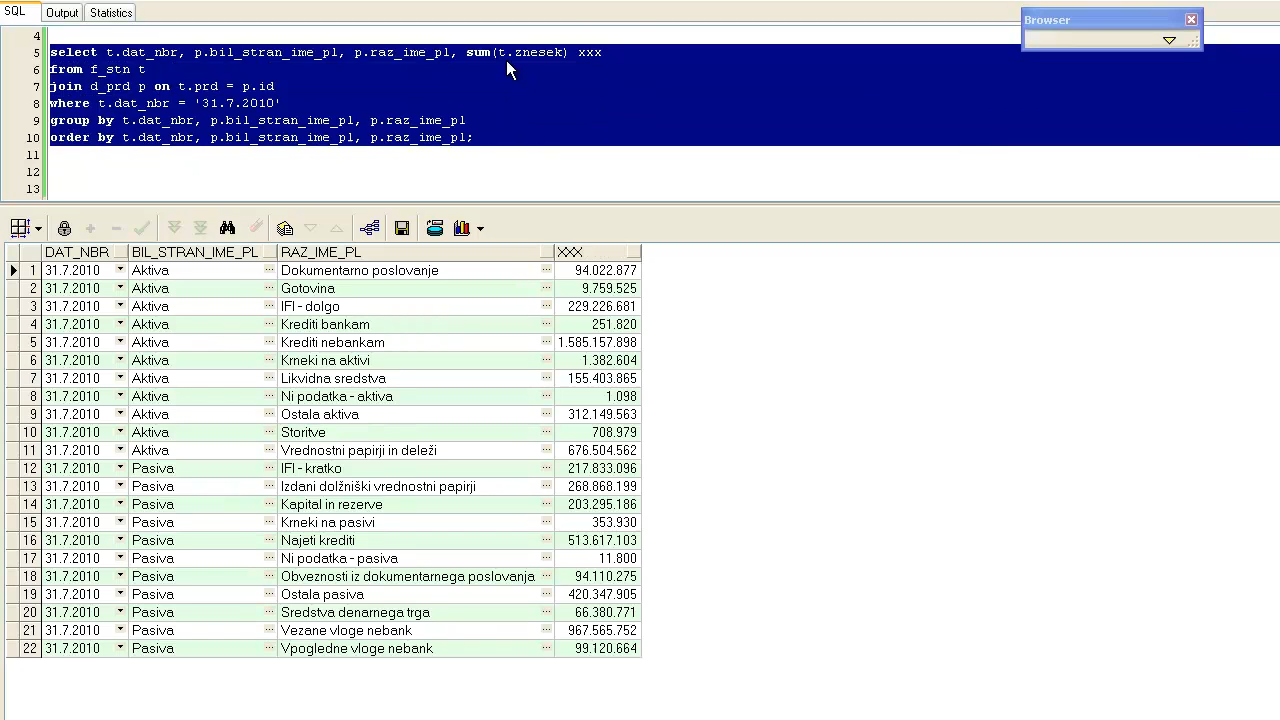 SQL Output Statistics
Browser
4
5 select t.dat_nbr, p.bil_stran_ime_pl, p.raz_ime_pl, sum(t.znesek) xxx
6 from f_stn t
7 join d_prd p on t.prd = p.id
8 where t.dat_nbr = '31.7.2010'
9 group by t.dat_nbr, p.bil_stran_ime_pl, p.raz_ime_pl
10 order by t.dat_nbr, p.bil_stran_ime_pl, p.raz_ime_pl;
11
12
13
DAT_NBR BIL_STRAN_IME_PL RAZ_IME_PL XXX
1 31.7.2010 Aktiva Dokumentarno poslovanje 94.022.877
2 31.7.2010 Aktiva Gotovina 9.759.525
3 31.7.2010 Aktiva IFI - dolgo 229.226.681
4 31.7.2010 Aktiva Krediti bankam 251.820
5 31.7.2010 Aktiva Krediti nebankam 1.585.157.898
6 31.7.2010 Aktiva Krneki na aktivi 1.382.604
7 31.7.2010 Aktiva Likvidna sredstva 155.403.865
8 31.7.2010 Aktiva Ni podatka - aktiva 1.098
9 31.7.2010 Aktiva Ostala aktiva 312.149.563
10 31.7.2010 Aktiva Storitve 708.979
11 31.7.2010 Aktiva Vrednostni papirji in deleži 676.504.562
12 31.7.2010 Pasiva IFI - kratko 217.833.096
13 31.7.2010 Pasiva Izdani dolžniški vrednostni papirji 268.868.199
14 31.7.2010 Pasiva Kapital in rezerve 203.295.186
15 31.7.2010 Pasiva Krneki na pasivi 353.930
16 31.7.2010 Pasiva Najeti krediti 513.617.103
17 31.7.2010 Pasiva Ni podatka - pasiva 11.800
18 31.7.2010 Pasiva Obveznosti iz dokumentarnega poslovanja 94.110.275
19 31.7.2010 Pasiva Ostala pasiva 420.347.905
20 31.7.2010 Pasiva Sredstva denarnega trga 66.380.771
21 31.7.2010 Pasiva Vezane vloge nebank 967.565.752
22 31.7.2010 Pasiva Vpogledne vloge nebank 99.120.664